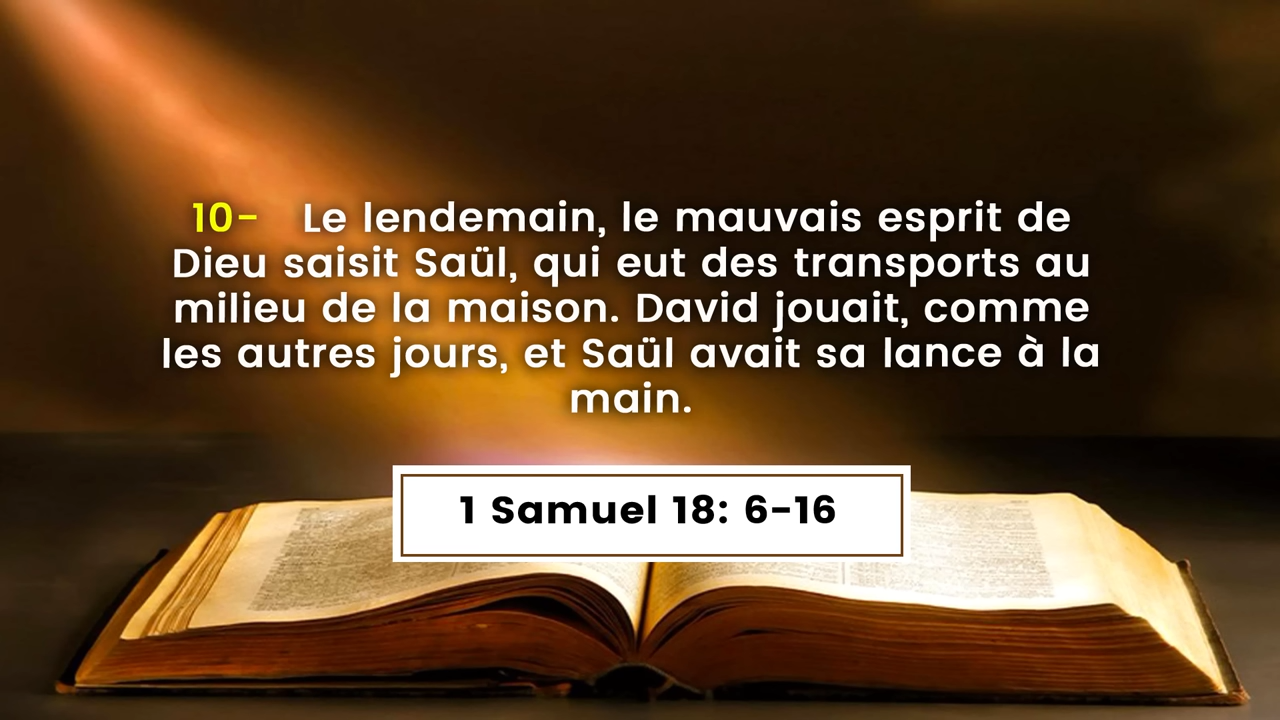 10- Le lendemain, le mauvais esprit de
Dieu saisit Saül, qui eut des transports au
milieu de la maison. David jouait, comme
les autres jours, et Saül avait sa lance à la
main.
1 Samuel 18: 6-16